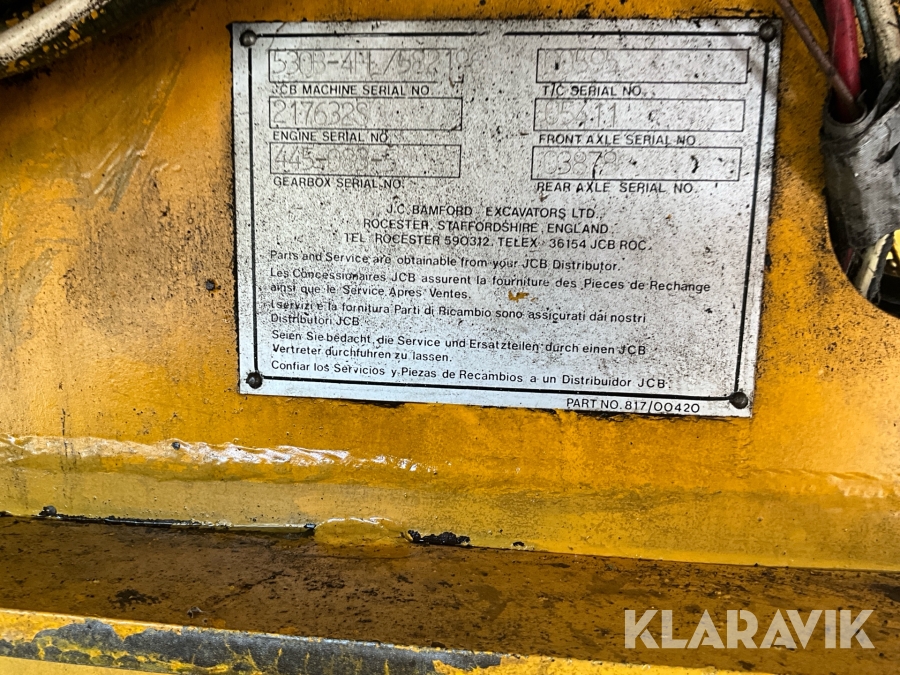 JCB MACHINE SERIAL NO.
T/C SERIAL NO.
217632S
ENGINE SERIAL NO.
FRONT AXLE SERIAL NO.
GEARBOX SERIAL NO.
REAR AXLE SERIAL NO.
J.C. BAMFORD EXCAVATORS LTD.,
ROCESTER, STAFFORDSHIRE, ENGLAND.
TEL ROCESTER 590312. TELEX 36154 JCB ROC.
Parts and Service are obtainable from your JCB Distributor.
Les Concessionaires JCB assurent la fourniture des Pieces de Rechange
ainsi que le Service Apres Ventes.
I servizi e la fornitura Parti di Ricambio sono assicurati dai nostri
Distributori JCB.
Seien Sie bedacht, die Service und Ersatzteilen durch einen JCB
Vertreter durchfuhren zu lassen.
Confiar los Servicios y Piezas de Recambios a un Distribuidor JCB.
PART NO. 817/00420
KLARAVIK